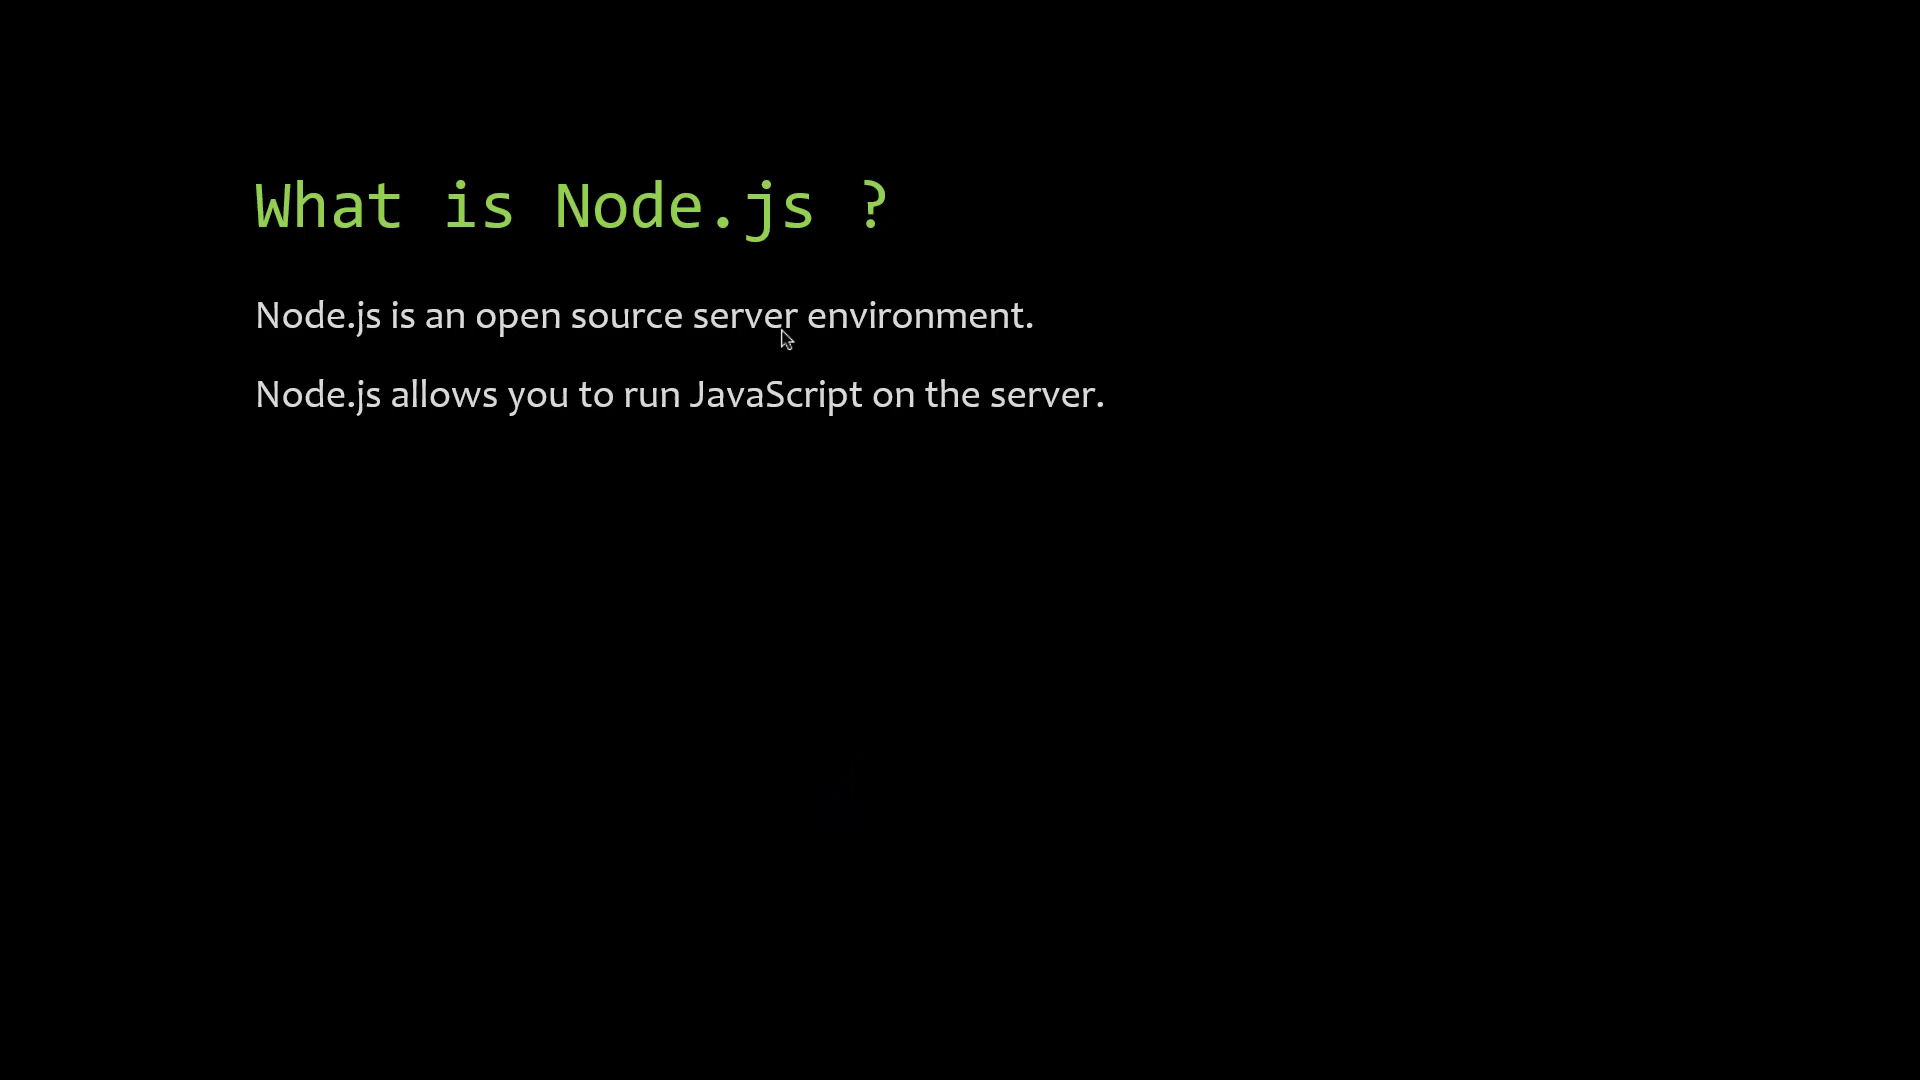 What is Node.js ?
Node.js is an open source server environment.
Node.js allows you to run JavaScript on the server.